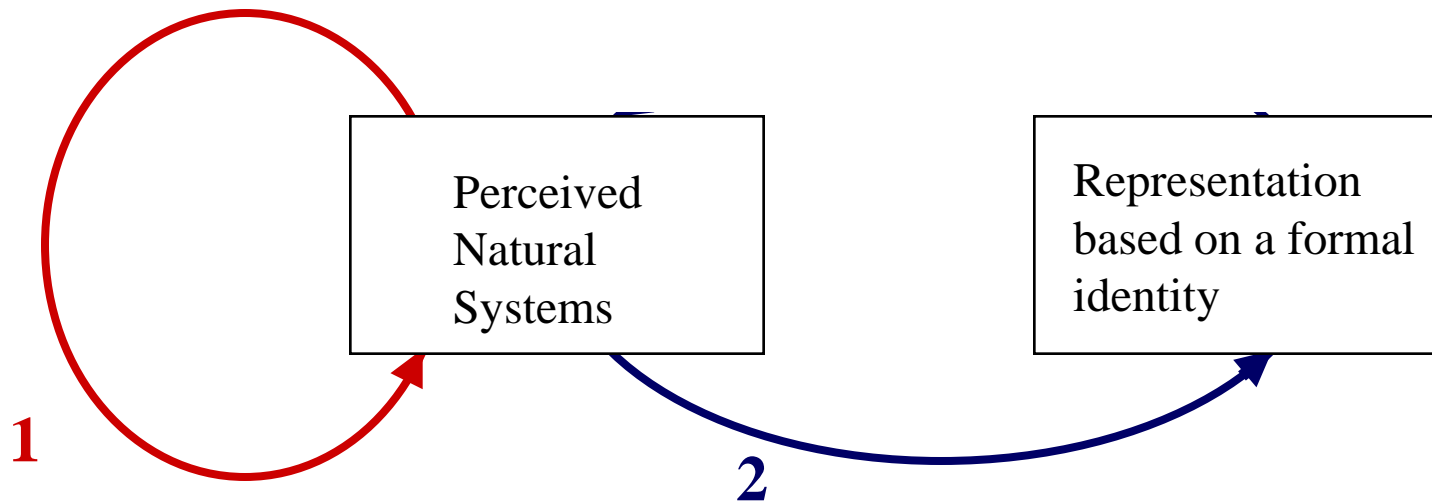 Perceived
Natural
Systems
Representation
based on a formal
identity
1
2